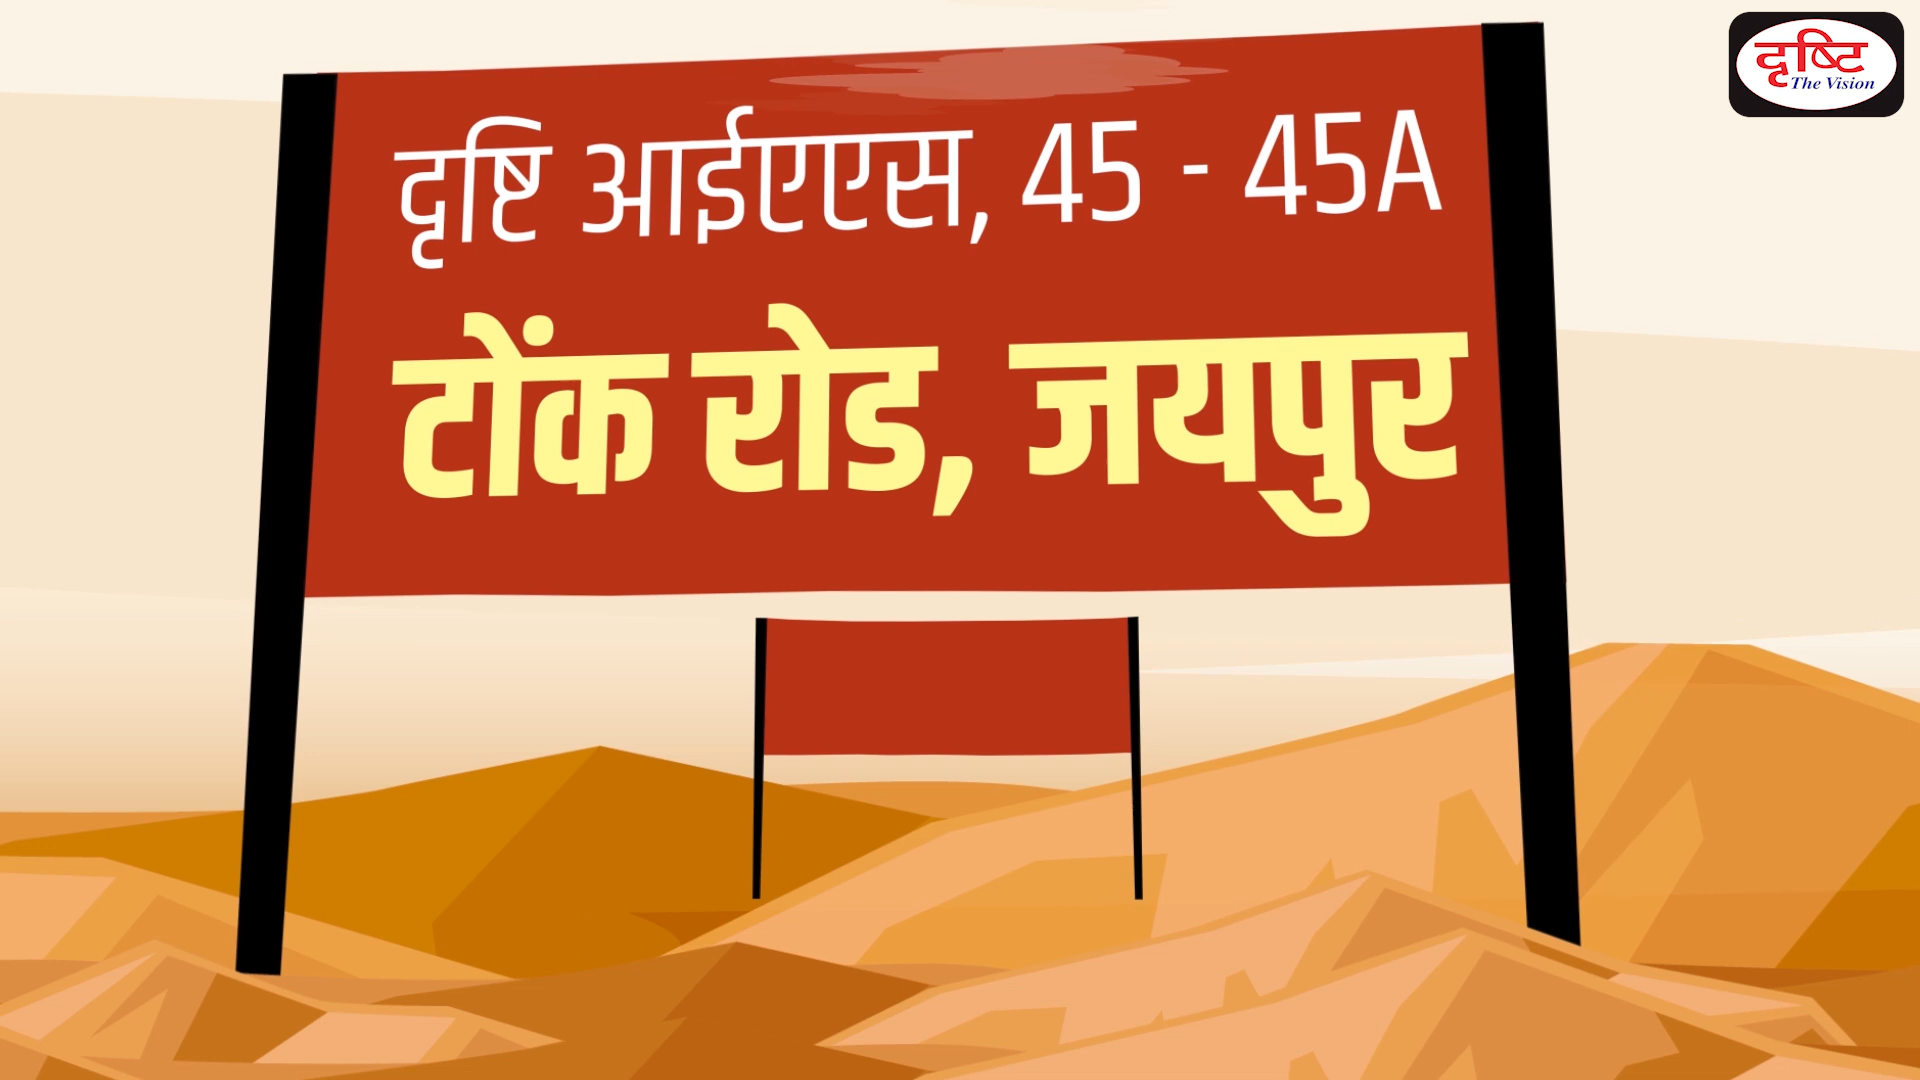 दृष्टि
The Vision
दृष्टि आईएएस, 45 - 45A
टोंक रोड, जयपुर